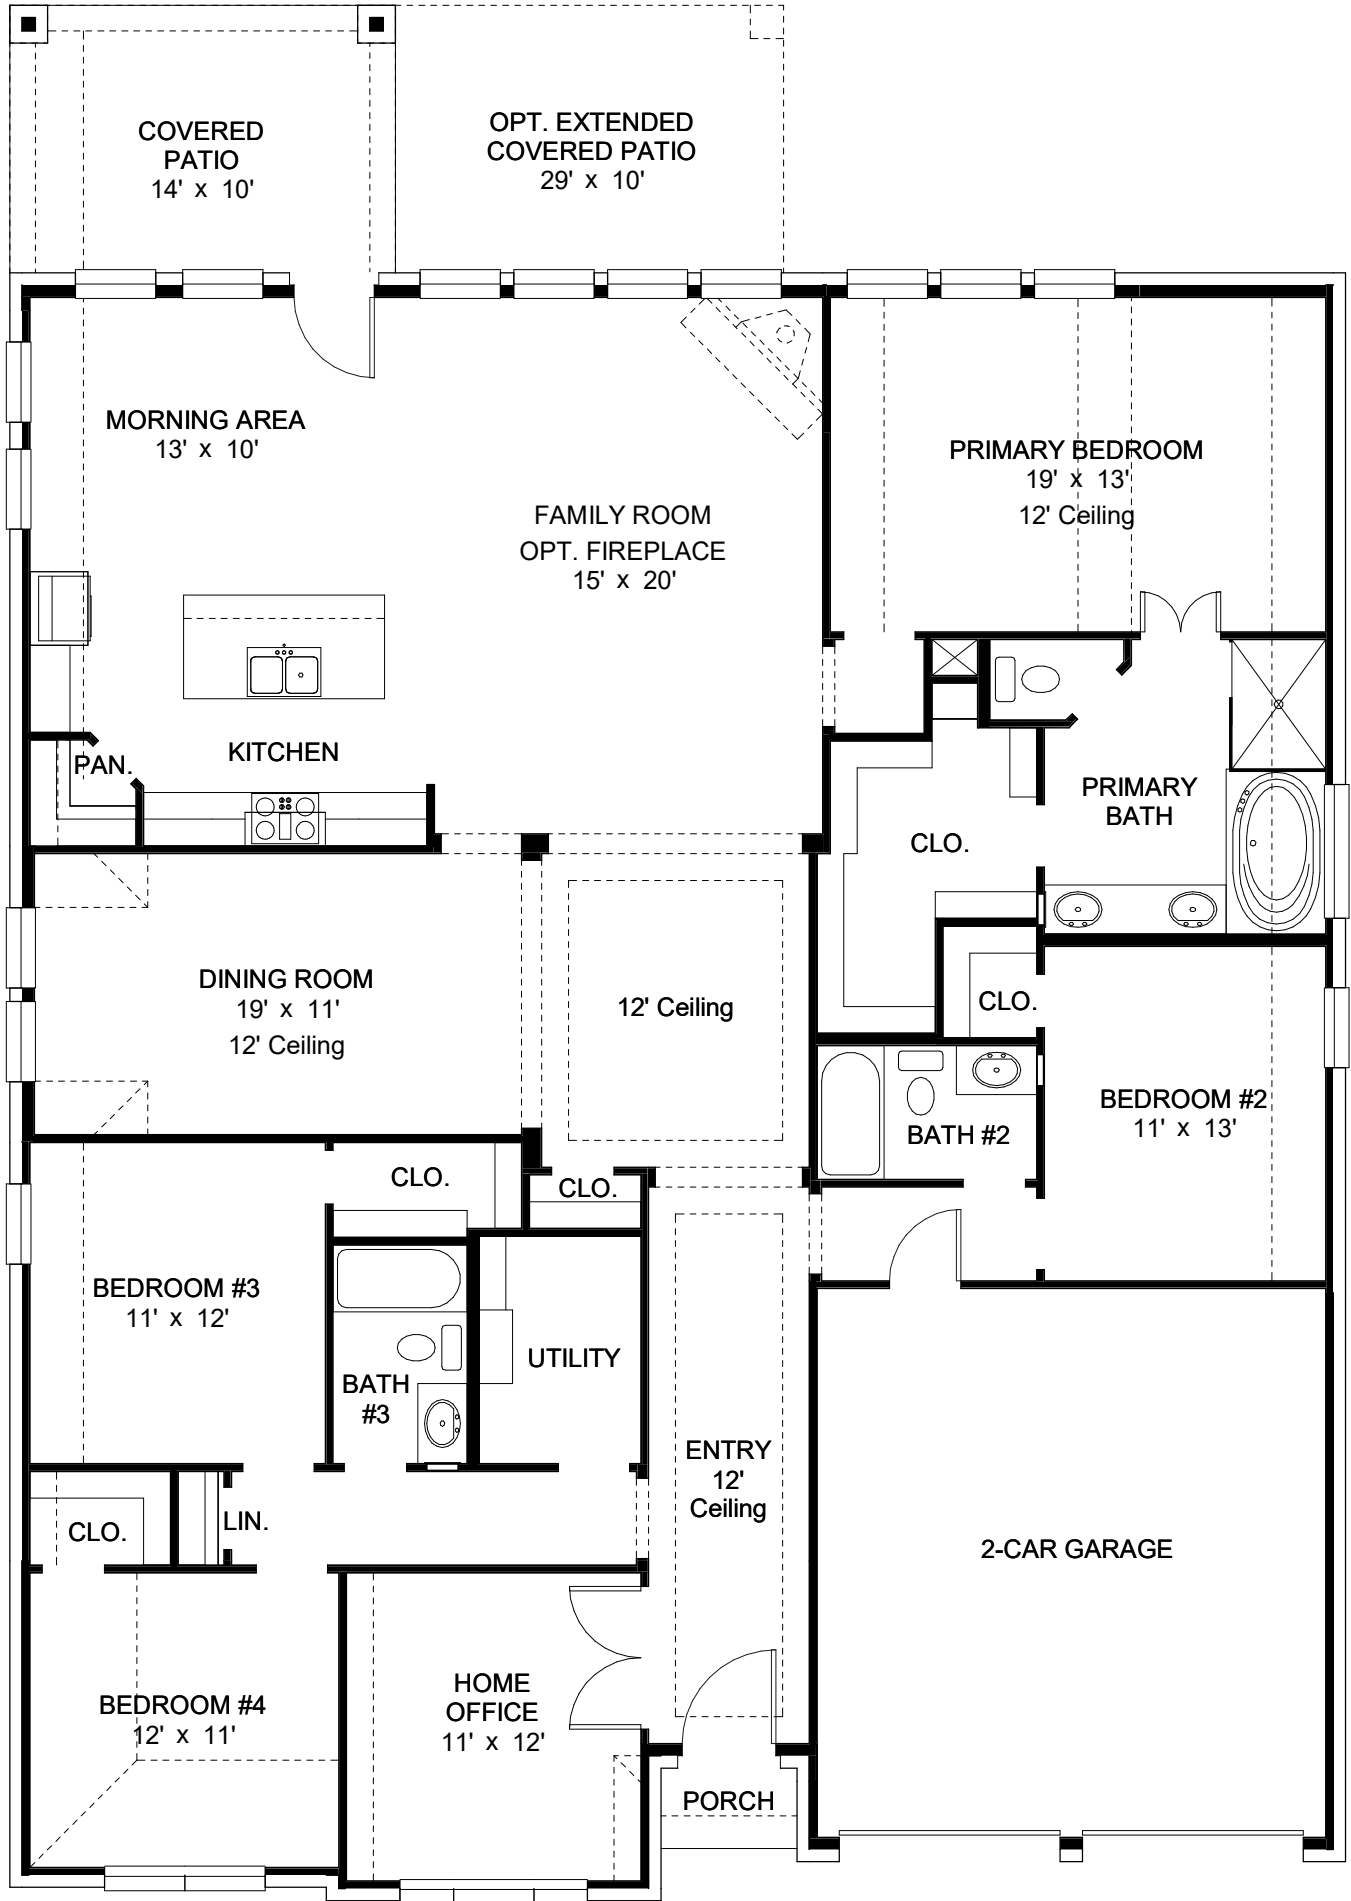 COVERED
PATIO
14' x 10'
OPT. EXTENDED
COVERED PATIO
29' x 10'
MORNING AREA
13' x 10'
PRIMARY BEDROOM
19' x 13'
12' Ceiling
FAMILY ROOM
OPT. FIREPLACE
15' x 20'
KITCHEN
PAN.
PRIMARY
BATH
CLO.
DINING ROOM
19' x 11'
12' Ceiling
12' Ceiling
CLO.
BEDROOM #2
11' x 13'
BATH #2
CLO.
CLO.
BEDROOM #3
11' x 12'
UTILITY
BATH
#3
ENTRY
12'
Ceiling
LIN.
CLO.
2-CAR GARAGE
HOME
OFFICE
11' x 12'
BEDROOM #4
12' x 11'
PORCH